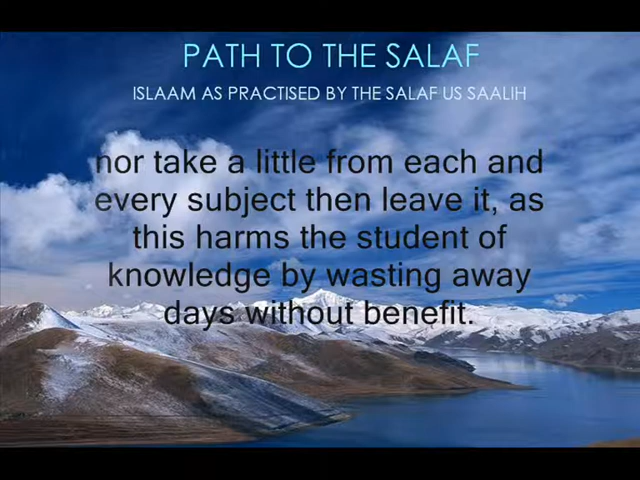 PATH TO THE SALAF
ISLAAM AS PRACTISED BY THE SALAF US SAALIH
nor take a little from each and
every subject then leave it, as
this harms the student of
knowledge by wasting away
days without benefit.